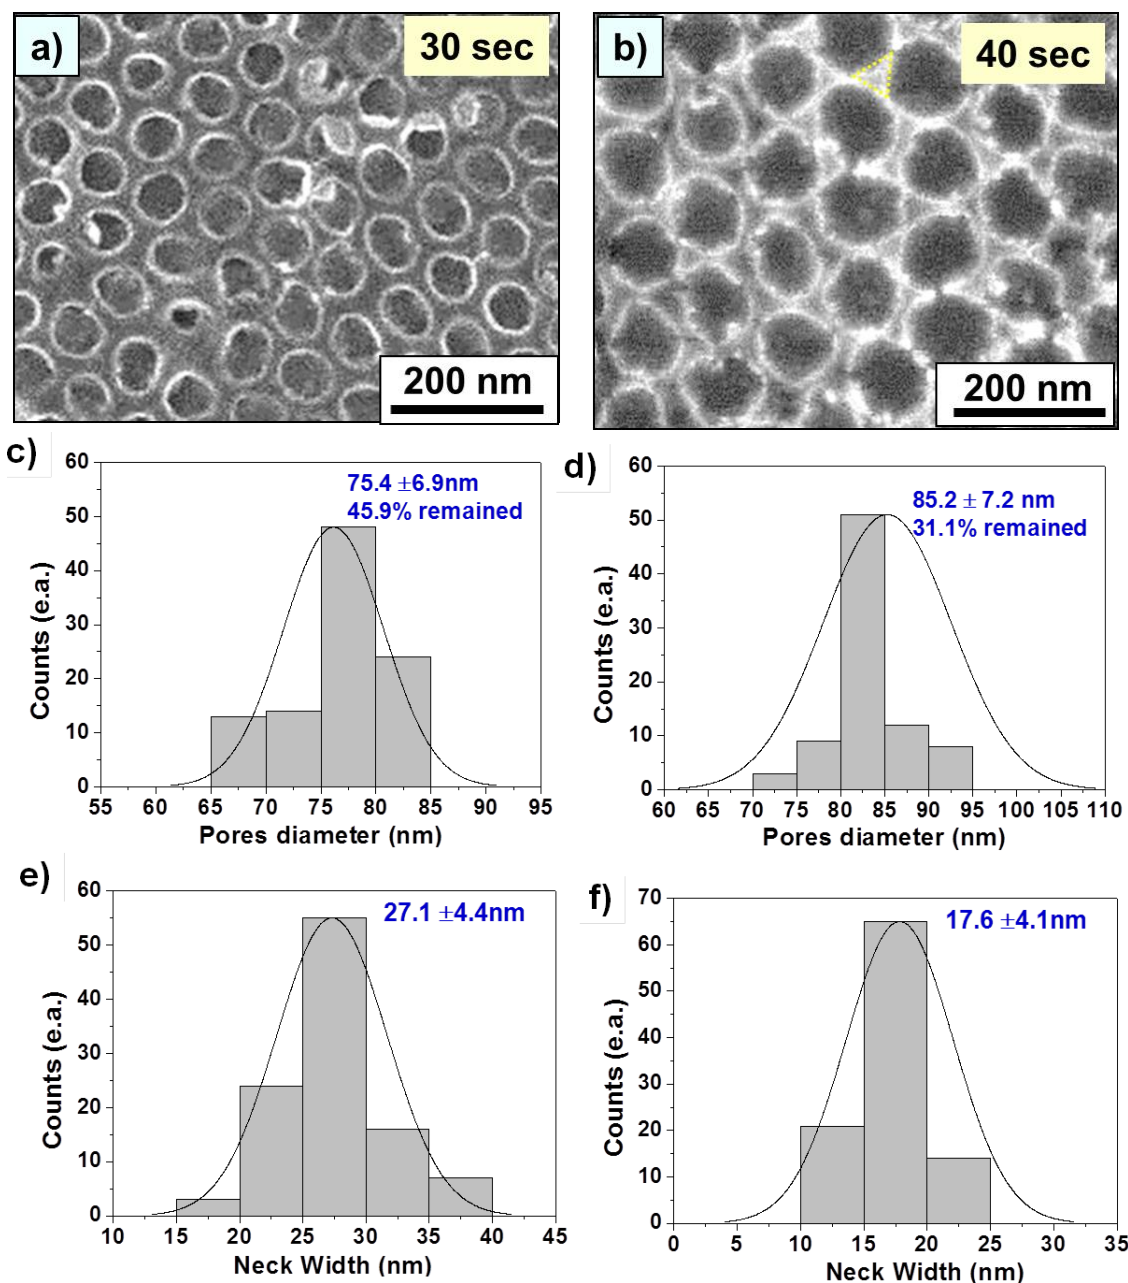 a)
30 sec
200 nm
b)
40 sec
200 nm
c)
75.4 ±6.9nm
45.9% remained
60
50
40
30
20
10
0
Counts (e.a.)
55 60 65 70 75 80 85 90 95
Pores diameter (nm)
d)
85.2 ± 7.2 nm
31.1% remained
60
50
40
30
20
10
0
Counts (e.a.)
60 65 70 75 80 85 90 95 100 105 110
Pores diameter (nm)
e)
27.1 ±4.4nm
60
50
40
30
20
10
0
Counts (e.a.)
10 15 20 25 30 35 40 45
Neck Width (nm)
f)
17.6 ±4.1nm
70
60
50
40
30
20
10
0
Counts (e.a.)
0 5 10 15 20 25 30 35
Neck Width (nm)